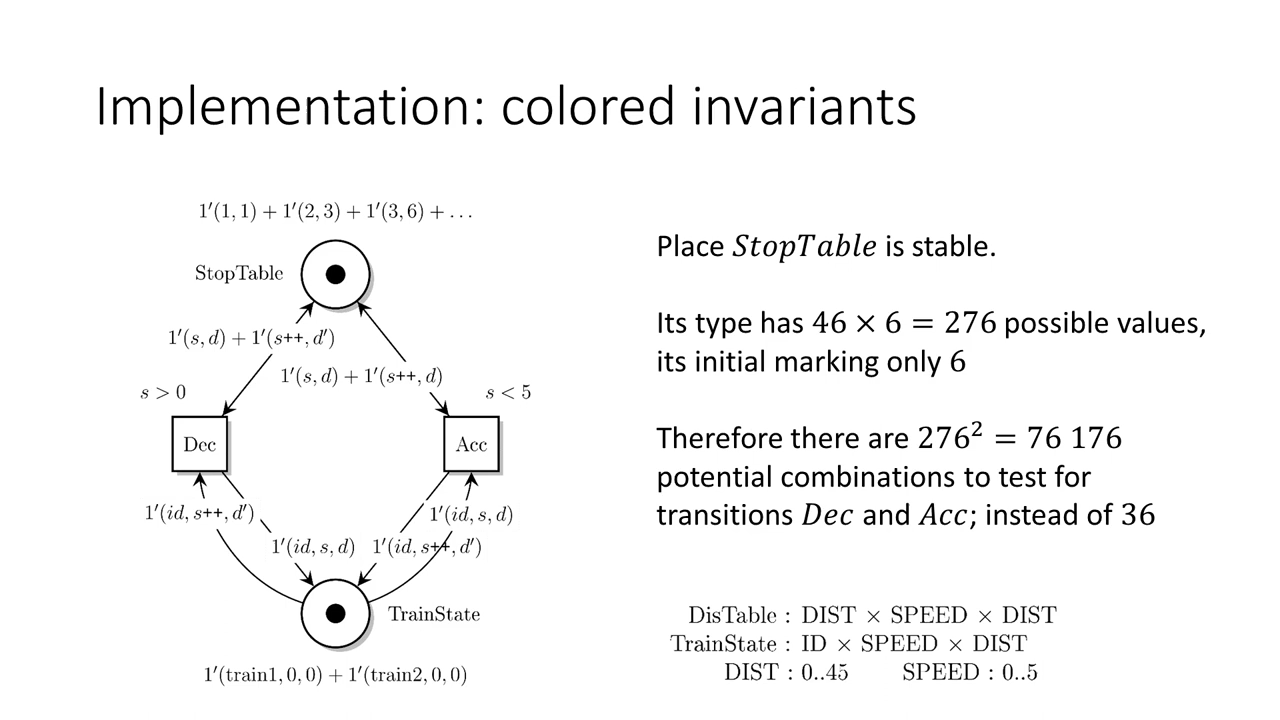 Implementation: colored invariants
1′(1, 1) + 1′(2, 3) + 1′(3, 6) + . . .
StopTable
1′(s, d) + 1′(s++, d′)
1′(s, d) + 1′(s++, d)
s > 0
s < 5
Dec
Acc
1′(id, s++, d′)
1′(id, s, d)
1′(id, s, d)
1′(id, s++, d′)
TrainState
1′(train1, 0, 0) + 1′(train2, 0, 0)
Place StopTable is stable.
Its type has 46 × 6 = 276 possible values,
its initial marking only 6
Therefore there are 276² = 76 176
potential combinations to test for
transitions Dec and Acc; instead of 36
DisTable : DIST × SPEED × DIST
TrainState : ID × SPEED × DIST
DIST : 0..45 SPEED : 0..5